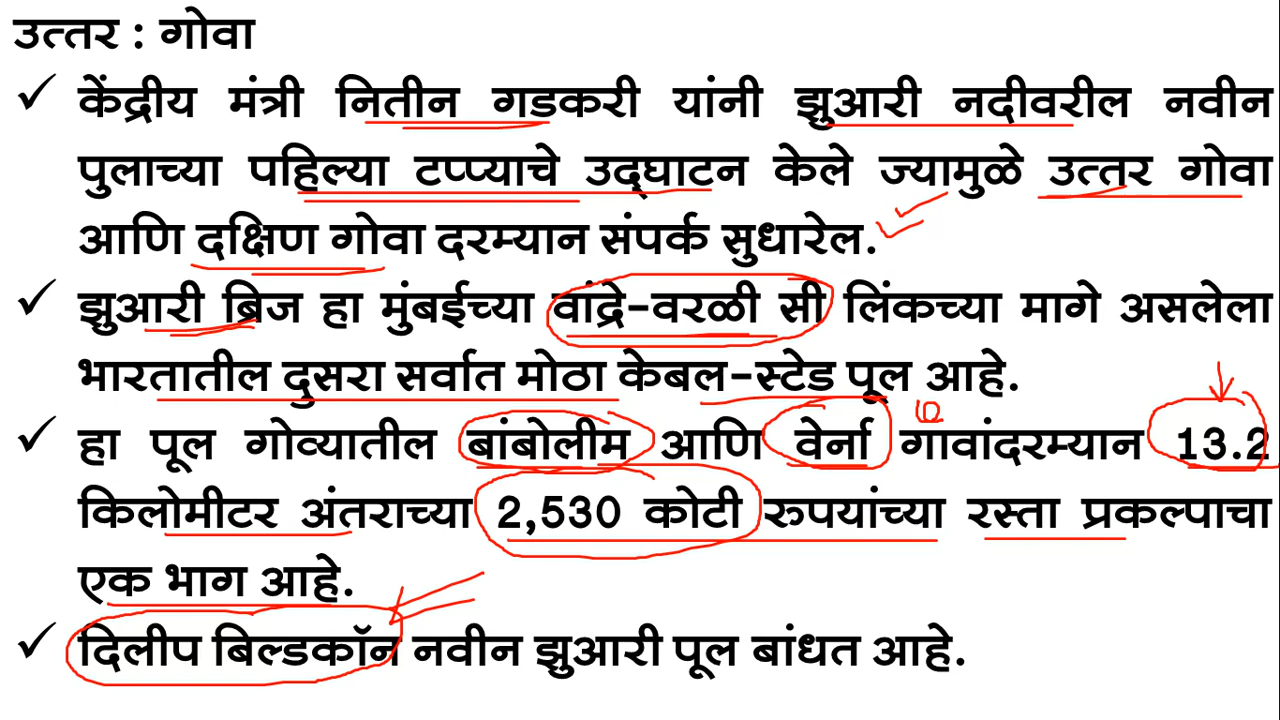 उत्तर : गोवा
✓ केंद्रीय मंत्री नितीन गडकरी यांनी झुआरी नदीवरील नवीन
पुलाच्या पहिल्या टप्प्याचे उद्घाटन केले ज्यामुळे उत्तर गोवा
आणि दक्षिण गोवा दरम्यान संपर्क सुधारेल.
✓ झुआरी ब्रिज हा मुंबईच्या वांद्रे-वरळी सी लिंकच्या मागे असलेला
भारतातील दुसरा सर्वात मोठा केबल-स्टेड पूल आहे.
✓ हा पूल गोव्यातील बांबोलीम आणि वेर्ना गावांदरम्यान 13.2
किलोमीटर अंतराच्या 2,530 कोटी रुपयांच्या रस्ता प्रकल्पाचा
एक भाग आहे.
✓ दिलीप बिल्डकॉन नवीन झुआरी पूल बांधत आहे.